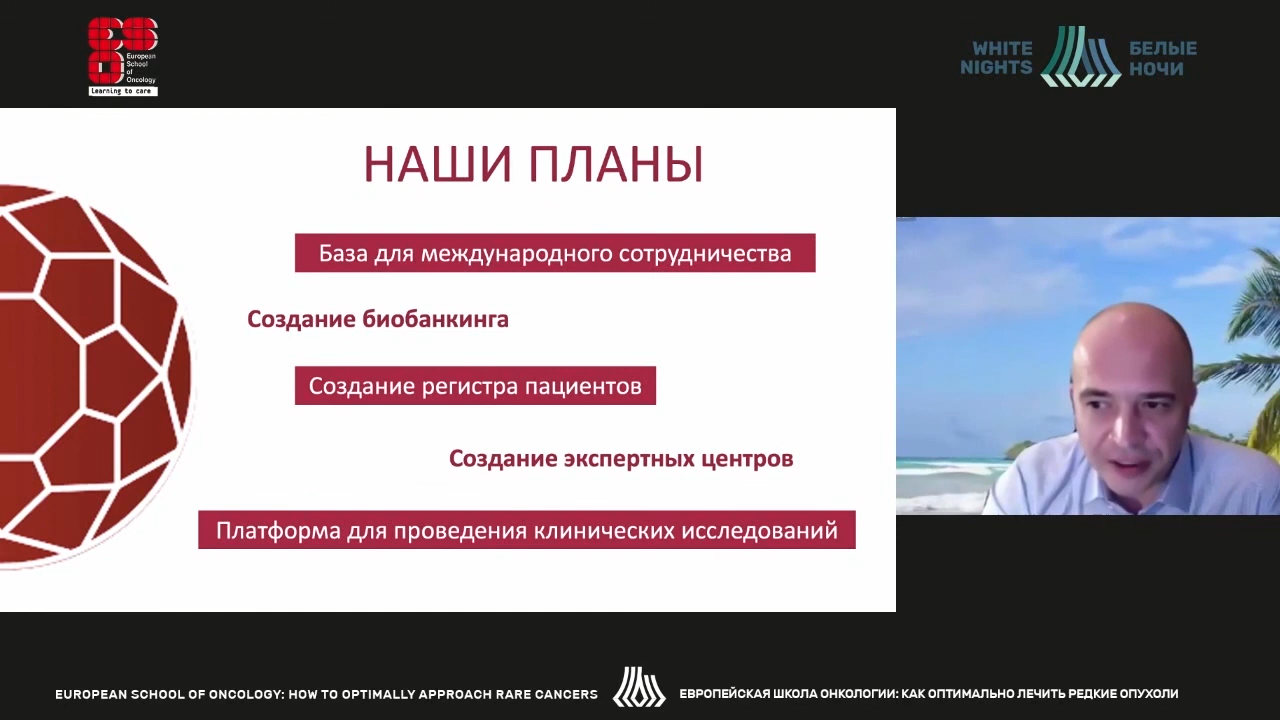 European
School
of
Oncology
Learning to care
WHITE
NIGHTS
БЕЛЫЕ
НОЧИ
НАШИ ПЛАНЫ
База для международного сотрудничества
Создание биобанкинга
Создание регистра пациентов
Создание экспертных центров
Платформа для проведения клинических исследований
EUROPEAN SCHOOL OF ONCOLOGY: HOW TO OPTIMALLY APPROACH RARE CANCERS
ЕВРОПЕЙСКАЯ ШКОЛА ОНКОЛОГИИ: КАК ОПТИМАЛЬНО ЛЕЧИТЬ РЕДКИЕ ОПУХОЛИ